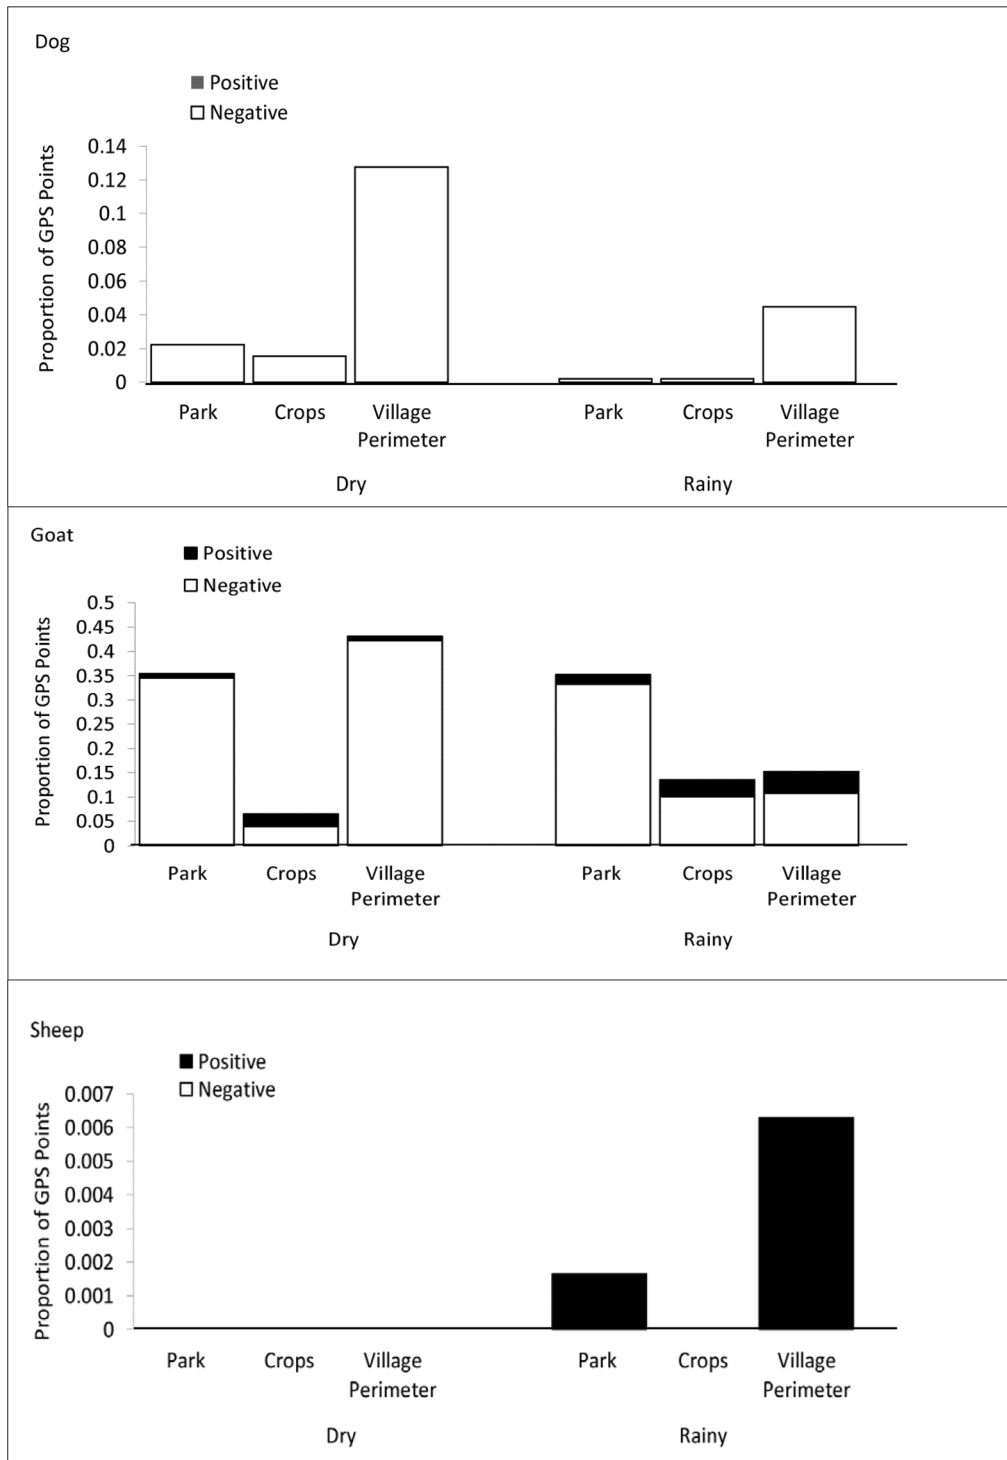 Dog
Positive
Negative
Proportion of GPS Points
0.14
0.12
0.1
0.08
0.06
0.04
0.02
0
Park Crops Village Park Crops Village
Perimeter Perimeter
Dry Rainy
Goat
Positive
Negative
Proportion of GPS Points
0.5
0.45
0.4
0.35
0.3
0.25
0.2
0.15
0.1
0.05
0
Park Crops Village Park Crops Village
Perimeter Perimeter
Dry Rainy
Sheep
Positive
Negative
Proportion of GPS Points
0.007
0.006
0.005
0.004
0.003
0.002
0.001
0
Park Crops Village Park Crops Village
Perimeter Perimeter
Dry Rainy